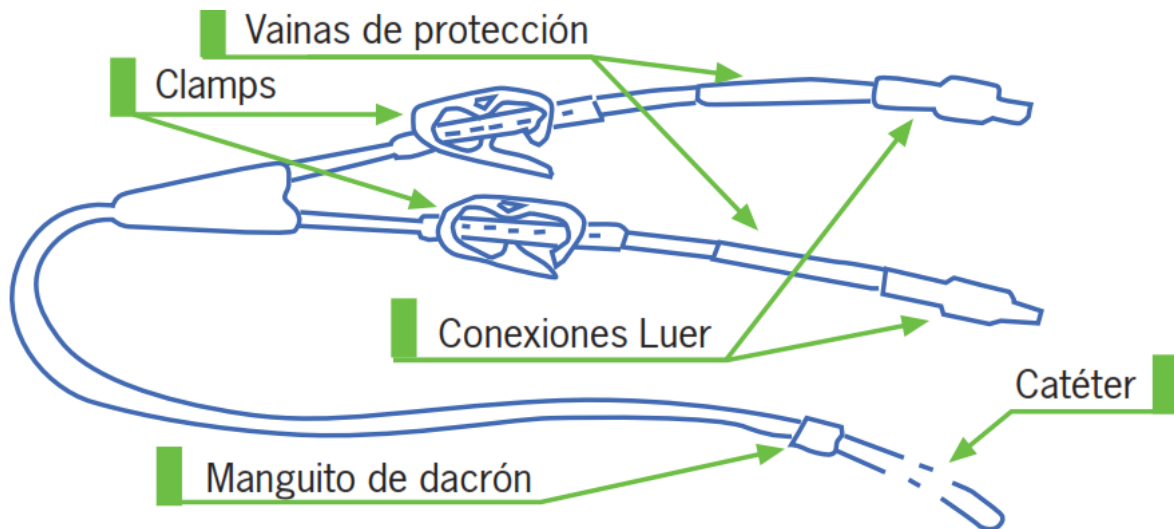 Vainas de protección
Clamps
Conexiones Luer
Catéter
Manguito de dacrón